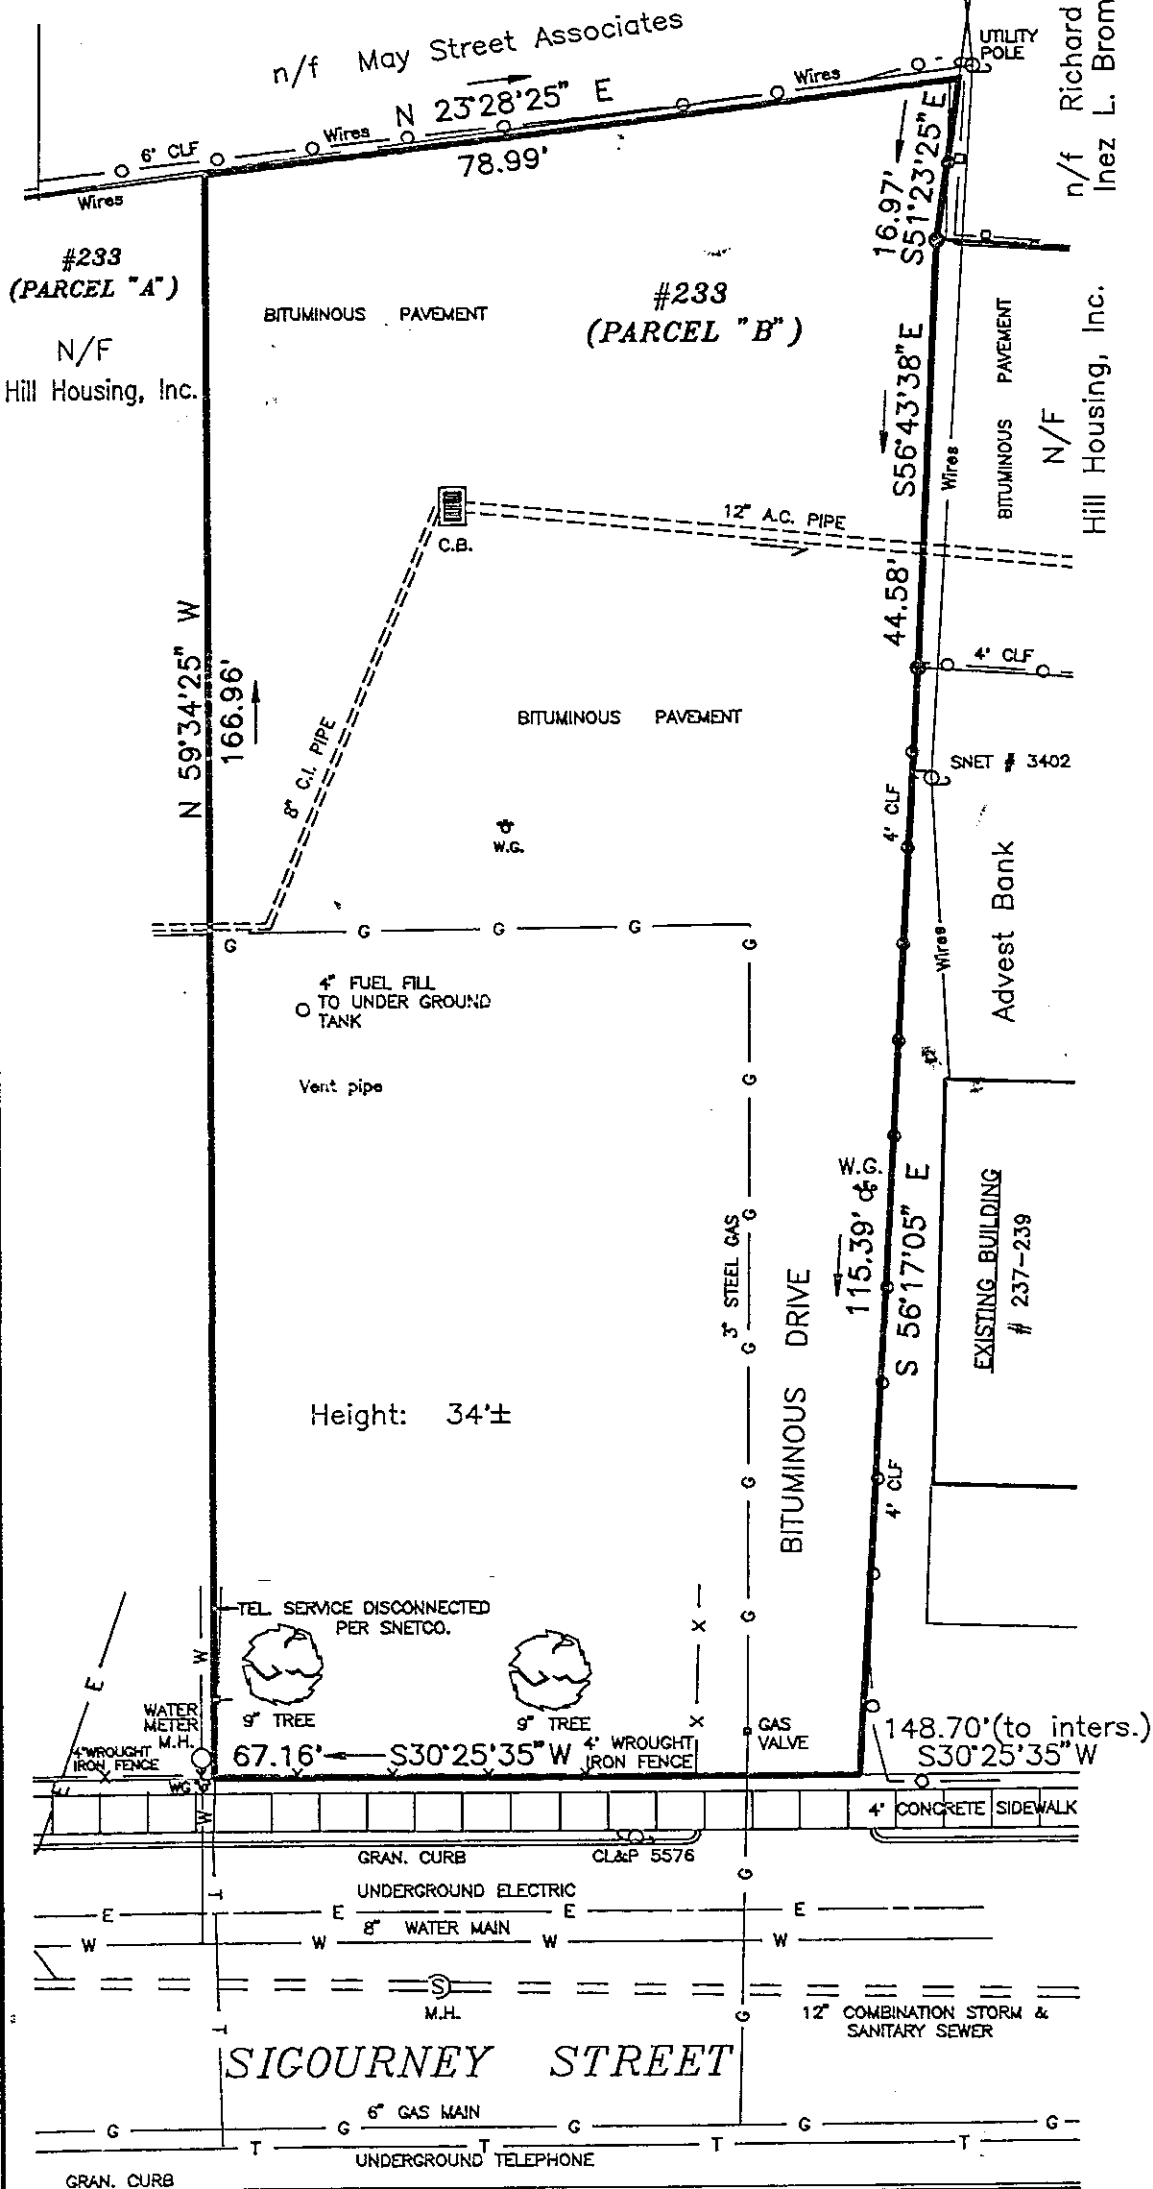 n/f May Street Associates
UTILITY
POLE
n/f Richard
Inez L. Brom
N 23°28'25" E
78.99'
Wires
Wires
6' CLF
Wires
16.97'
S51°23'25" E
#233
(PARCEL "A")
N/F
Hill Housing, Inc.
BITUMINOUS PAVEMENT
#233
(PARCEL "B")
S56°43'38" E
44.58'
Wires
BITUMINOUS PAVEMENT
N/F
Hill Housing, Inc.
C.B.
12" A.C. PIPE
N 59°34'25" W
166.96'
8" C.I. PIPE
4' CLF
BITUMINOUS PAVEMENT
SNET # 3402
4' CLF
W.G.
Advest Bank
Wires
G G G G G
4" FUEL FILL
TO UNDER GROUND
TANK
Vent pipe
G
W.G.
115.39'
S 56°17'05" E
G
3" STEEL GAS
G
BITUMINOUS DRIVE
EXISTING BUILDING
# 237-239
Height: 34'±
G
4' CLF
TEL. SERVICE DISCONNECTED
PER SNETCO.
G
X
W
E
9" TREE
9" TREE
X
WATER
METER
M.H.
GAS
VALVE
4' WROUGHT
IRON FENCE
67.16' S30°25'35" W
4' WROUGHT
IRON FENCE
148.70'(to inters.)
S30°25'35" W
X X X X X
WG
E
W
4' CONCRETE SIDEWALK
GRAN. CURB
CL&P 5576
G
T
UNDERGROUND ELECTRIC
E E E E
8" WATER MAIN
W W W W
S
M.H.
G
12" COMBINATION STORM &
SANITARY SEWER
T
SIGOURNEY STREET
6" GAS MAIN
G G G G G
T T T T
UNDERGROUND TELEPHONE
GRAN. CURB